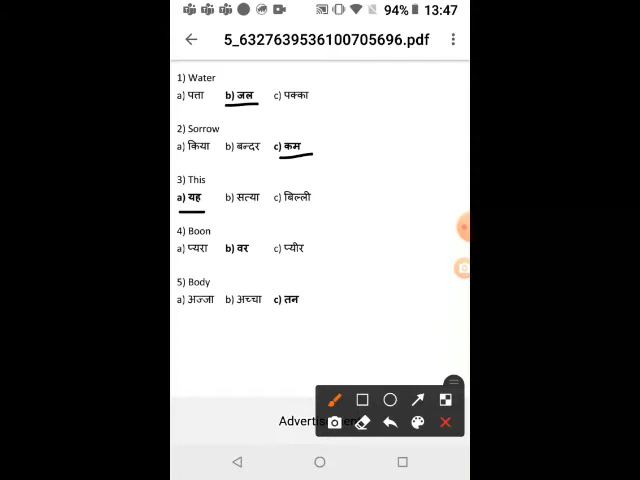 94% 13:47
5_6327639536100705696.pdf
1) Water
a) पता b) जल c) पक्का
2) Sorrow
a) किया b) बन्दर c) कम
3) This
a) यह b) सत्या c) बिल्ली
4) Boon
a) प्यरा b) वर c) प्यीर
5) Body
a) अज्जा b) अच्चा c) तन